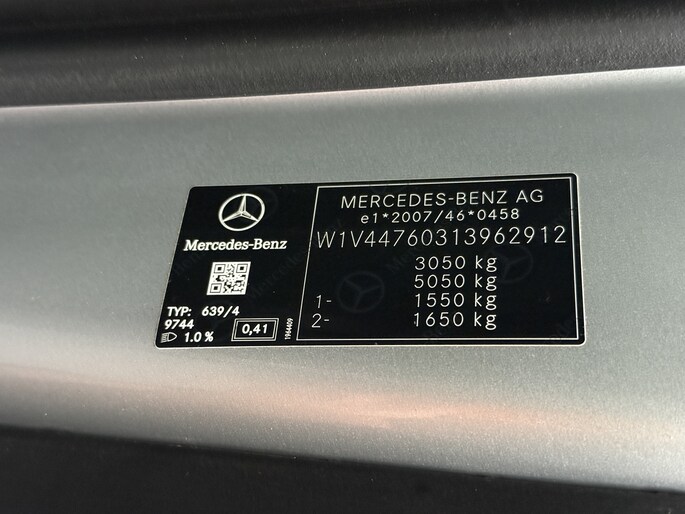 Mercedes-Benz
TYP: 639/4
9744
1.0 %
0,41
1964409
MERCEDES-BENZ AG
e1*2007/46*0458
W1V44760313962912
3050 kg
5050 kg
1- 1550 kg
2- 1650 kg